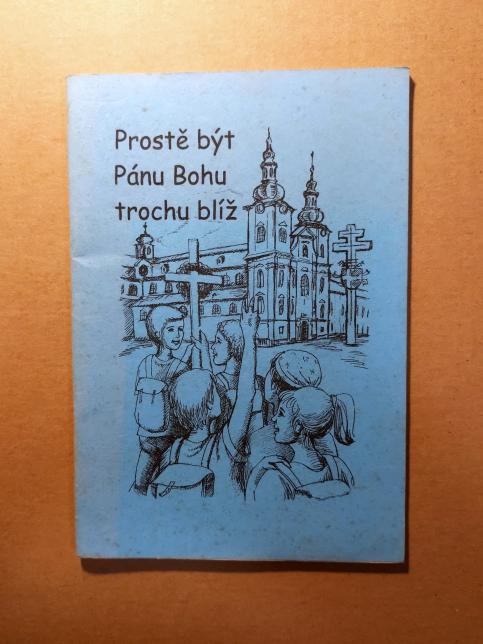 Prostě být
Pánu Bohu
trochu blíž